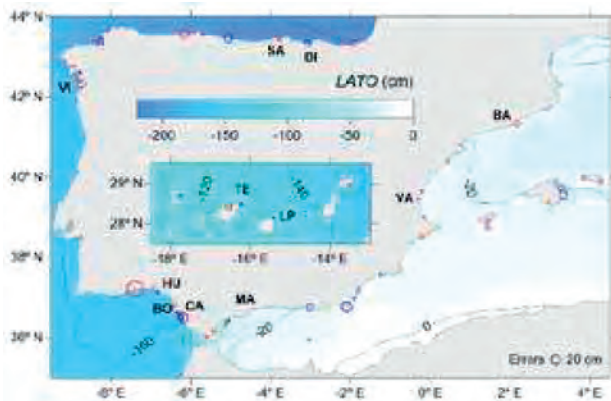 44° N
42° N
40° N
38° N
36° N
SA
BI
VI
LATO (cm)
-200 -150 -100 -50 0
BA
29° N
28° N
TE
LP
-18° -16° -14°
VA
HU
BO
CA
MA
-20
0
-160
Errors 20 cm
-8° E -6° E -4° E -2° E 0° E 2° E 4° E